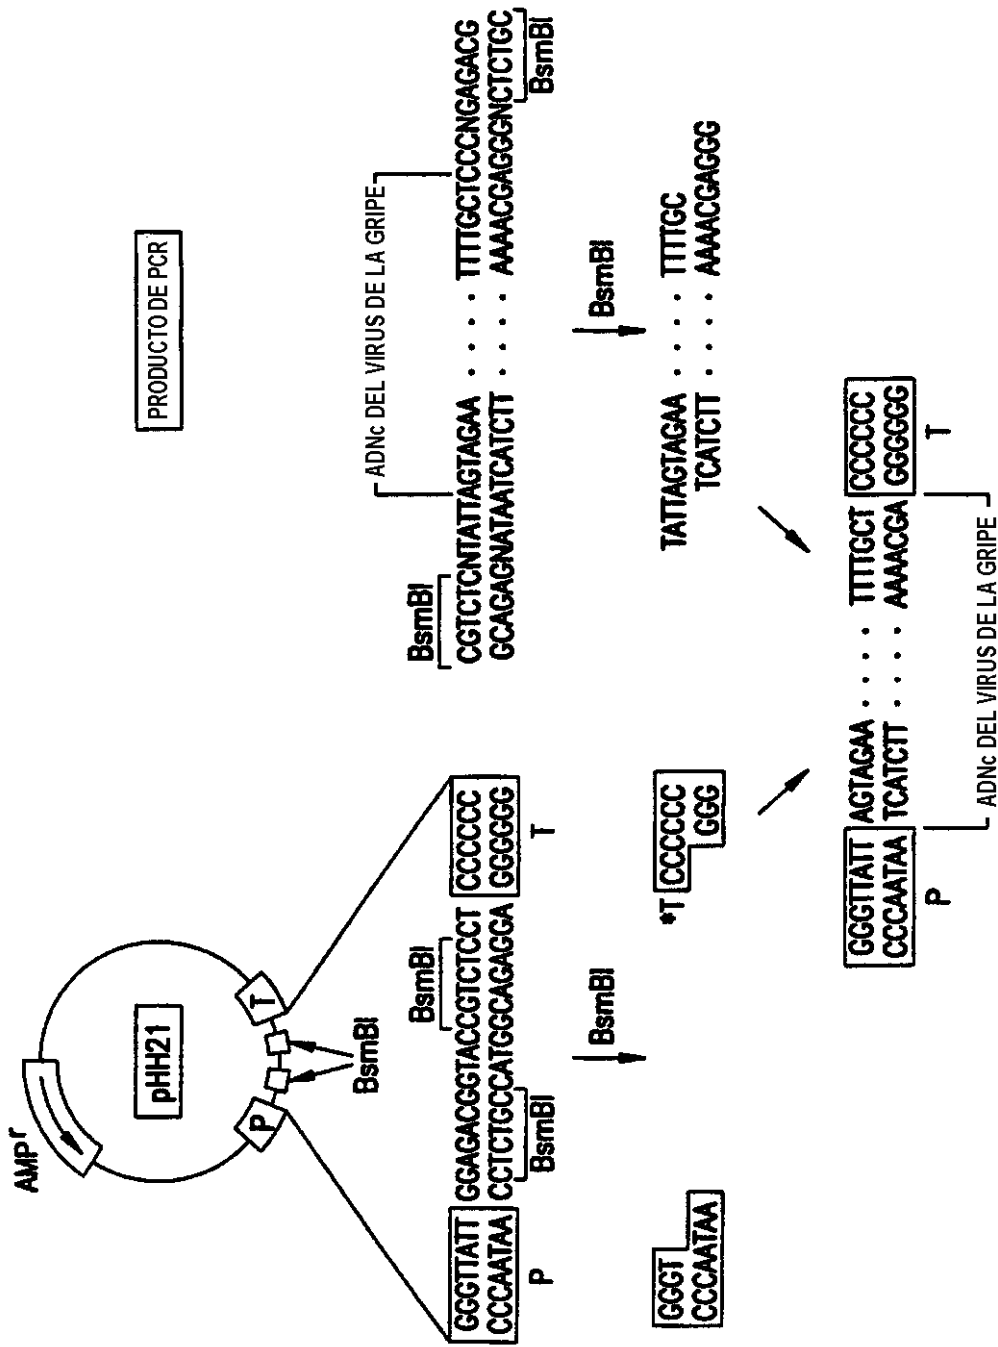 AMPʳ
pHH21
P
T
BsmBI
PRODUCTO DE PCR
GGGTTATT GGAGACGGTACCGTCTCCT CCCCCC
CCCAATAA CCTCTGCCATGGCAGAGGA GGGGGG
BsmBI
BsmBI
P
T
BsmBI
ADNc DEL VIRUS DE LA GRIPE
BsmBI
CGTCTCNTATTAGTAGAA ..... TTTTGCTCCCNGAGACG
GCAGAGNATAATCATCTT ..... AAAACGAGGGNCTCTGC
BsmBI
BsmBI
GGGT
CCCAATAA
*T CCCCCC
GGG
TATTAGTAGAA ..... TTTTGC
TCATCTT ..... AAAACGAGGG
GGGTTATT AGTAGAA ..... TTTTGCT CCCCCC
CCCAATAA TCATCTT ..... AAAACGA GGGGGG
P
T
ADNc DEL VIRUS DE LA GRIPE